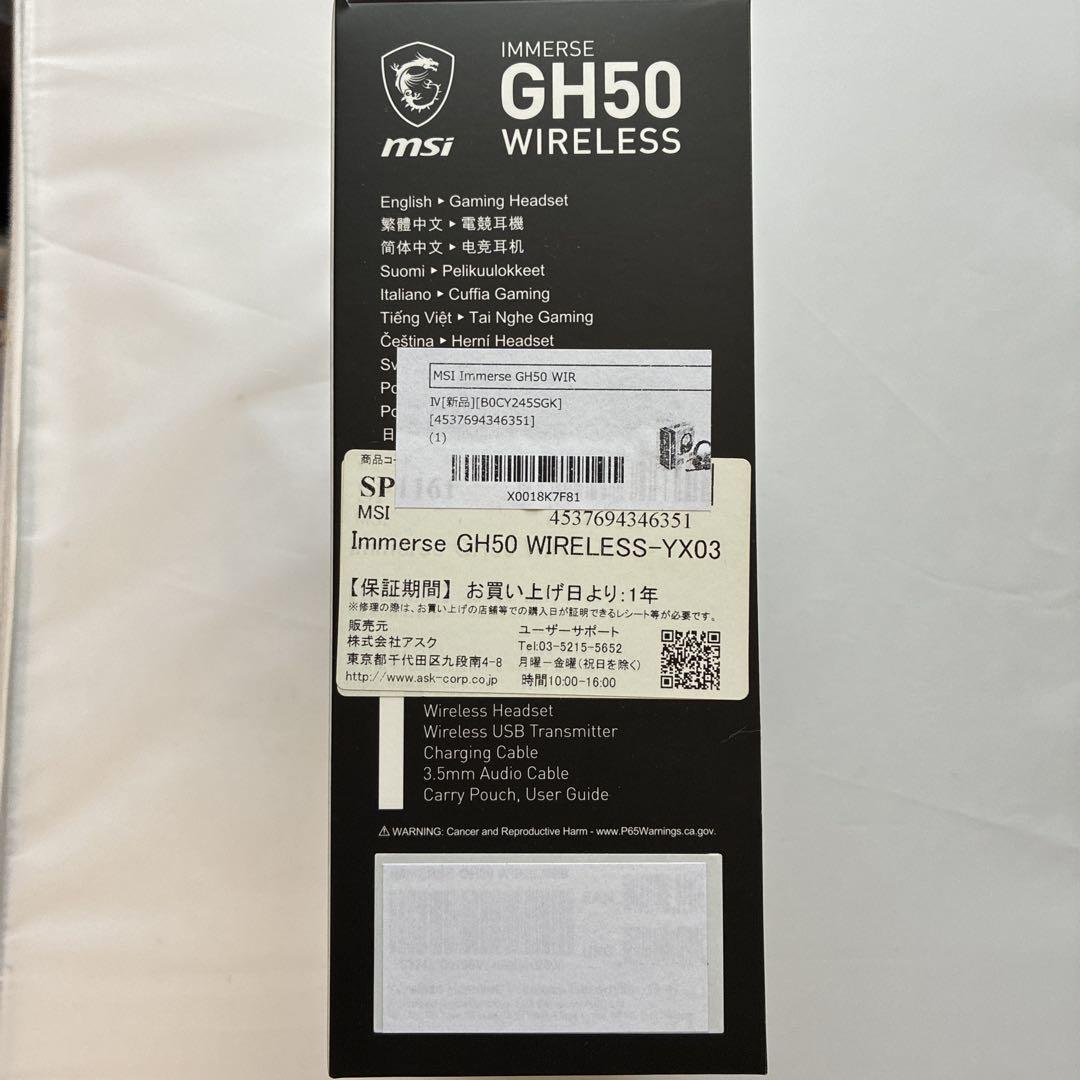 msi
IMMERSE
GH50
WIRELESS
English ▸ Gaming Headset
繁體中文 ▸ 電競耳機
简体中文 ▸ 电竞耳机
Suomi ▸ Pelikuulokkeet
Italiano ▸ Cuffia Gaming
Tiếng Việt ▸ Tai Nghe Gaming
Čeština ▸ Herní Headset
MSI Immerse GH50 WIR
Ⅳ[新品][B0CY245SGK]
[4537694346351]
(1)
X0018K7F81
SP1161
MSI
4537694346351
Immerse GH50 WIRELESS-YX03
【保証期間】 お買い上げ日より:1年
※修理の際は、お買い上げの店舗等での購入日が証明できるレシート等が必要です。
販売元
株式会社アスク
東京都千代田区九段南4-8
http://www.ask-corp.co.jp
ユーザーサポート
Tel:03-5215-5652
月曜ー金曜(祝日を除く)
時間10:00-16:00
Wireless Headset
Wireless USB Transmitter
Charging Cable
3.5mm Audio Cable
Carry Pouch, User Guide
⚠ WARNING: Cancer and Reproductive Harm - www.P65Warnings.ca.gov.